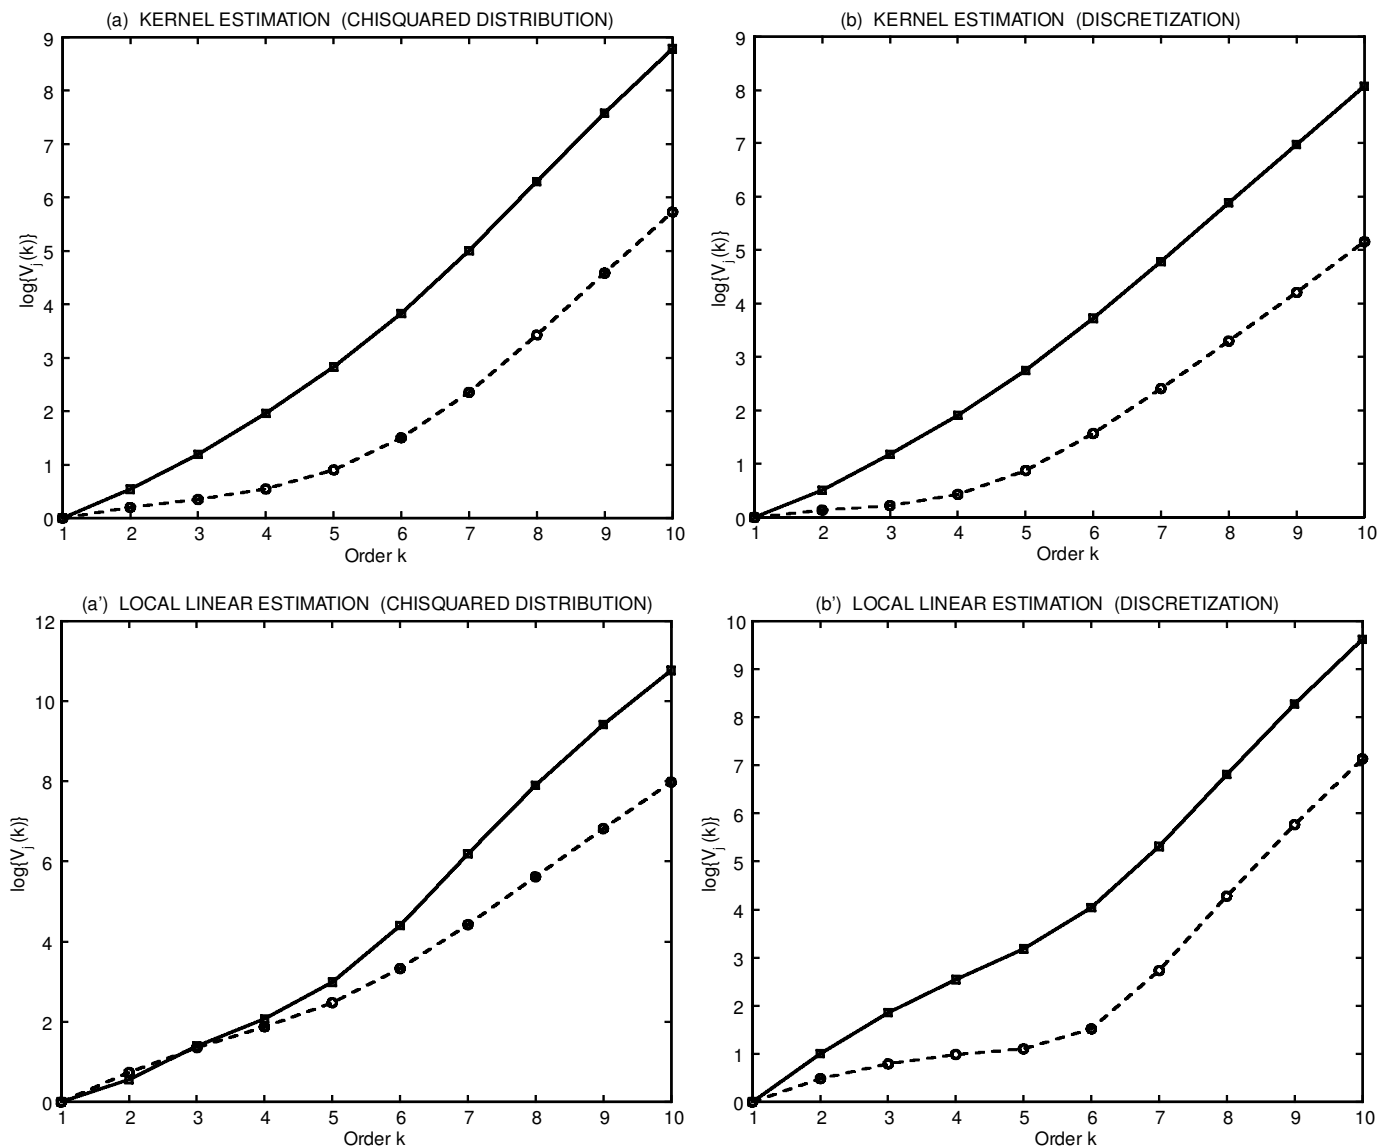 (a) KERNEL ESTIMATION (CHISQUARED DISTRIBUTION)
9
8
7
6
5
4
3
2
1
0
log{V_j(k)}
1 2 3 4 5 6 7 8 9 10
Order k
(b) KERNEL ESTIMATION (DISCRETIZATION)
9
8
7
6
5
4
3
2
1
0
log{V_j(k)}
1 2 3 4 5 6 7 8 9 10
Order k
(a') LOCAL LINEAR ESTIMATION (CHISQUARED DISTRIBUTION)
12
10
8
6
4
2
0
log{V_j(k)}
1 2 3 4 5 6 7 8 9 10
Order k
(b') LOCAL LINEAR ESTIMATION (DISCRETIZATION)
10
9
8
7
6
5
4
3
2
1
0
log{V_j(k)}
1 2 3 4 5 6 7 8 9 10
Order k